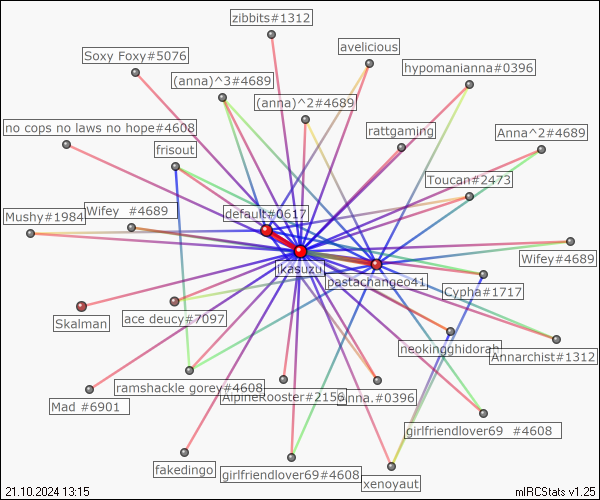 zibbits#1312
avelicious
Soxy Foxy#5076
hypomanianna#0396
(anna)^3#4689
(anna)^2#4689
no cops no laws no hope#4608
rattgaming
Anna^2#4689
frisout
Toucan#2473
Mushy#1984
Wifey #4689
default#0617
Wifey#4689
ikasuzu
pastachange041
Cypha#1717
Skalman
ace deucy#7097
neokingghidorah
Annarchist#1312
ramshackle gorey#4608
AlpineRooster#2156
Anna.#0396
Mad #6901
girlfriendlover69 #4608
fakedingo
girlfriendlover69#4608
xenoyaut
21.10.2024 13:15
mIRCStats v1.25